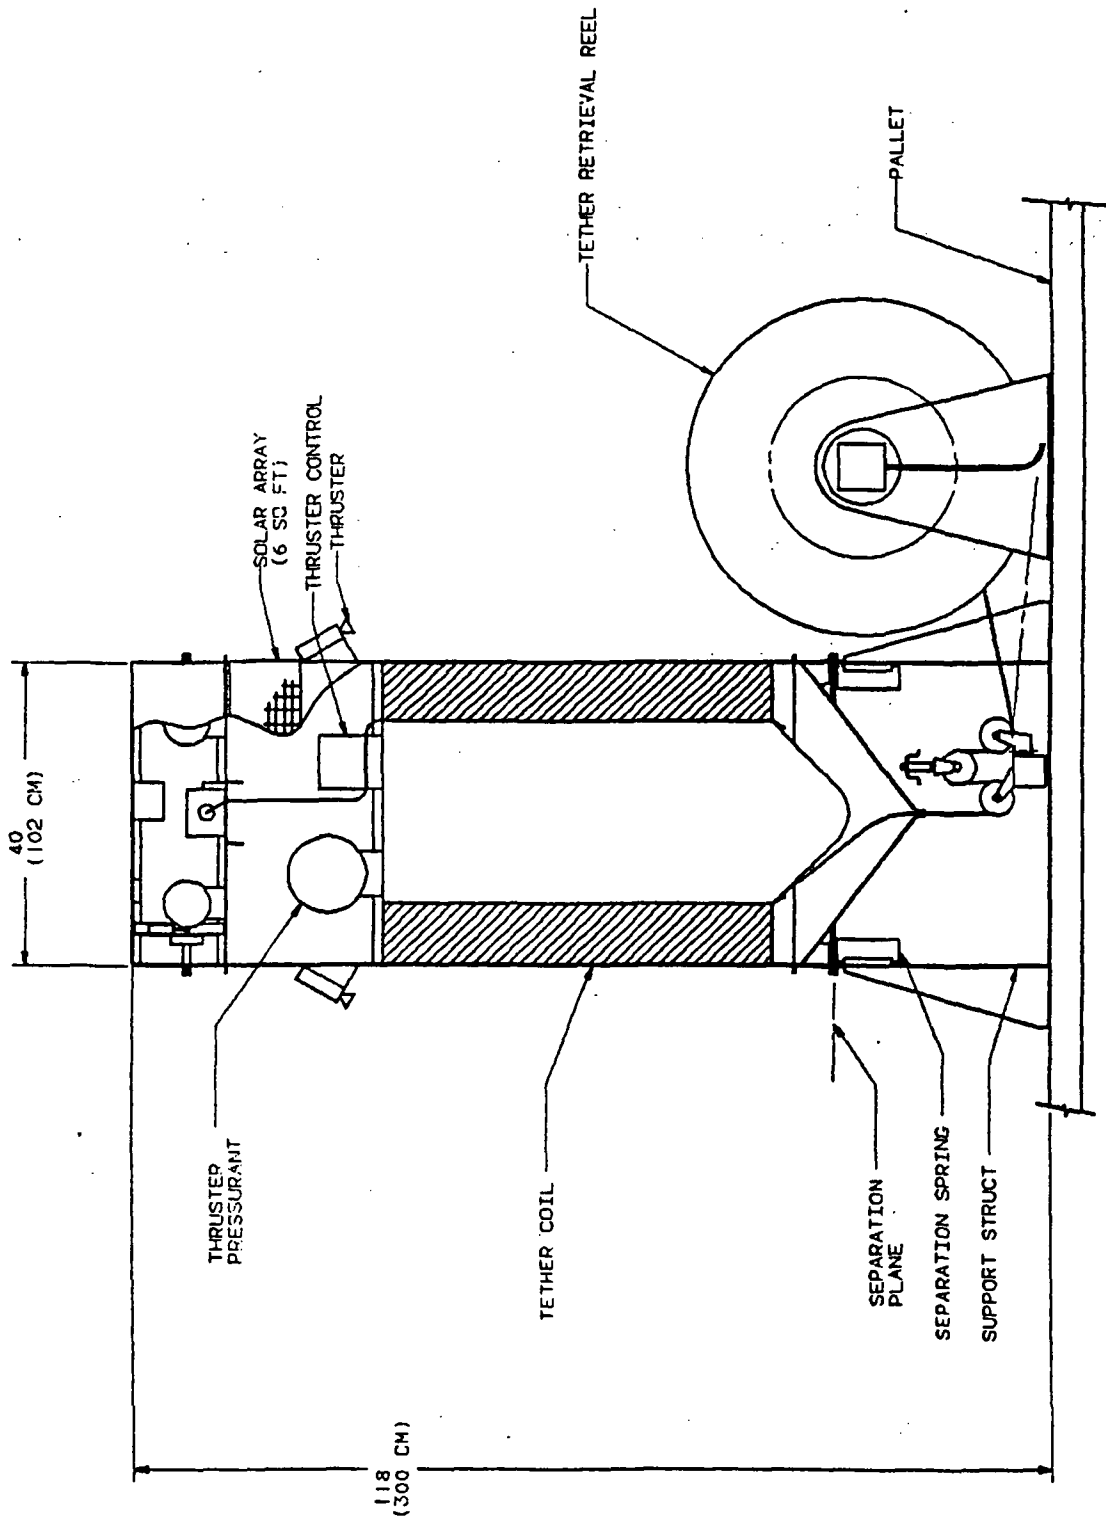 40
(102 CM)
SOLAR ARRAY
(6 SQ FT)
THRUSTER CONTROL
THRUSTER
TETHER RETRIEVAL REEL
PALLET
THRUSTER
PRESSURANT
TETHER COIL
SEPARATION
PLANE
SEPARATION SPRING
SUPPORT STRUCT
118
(300 CM)